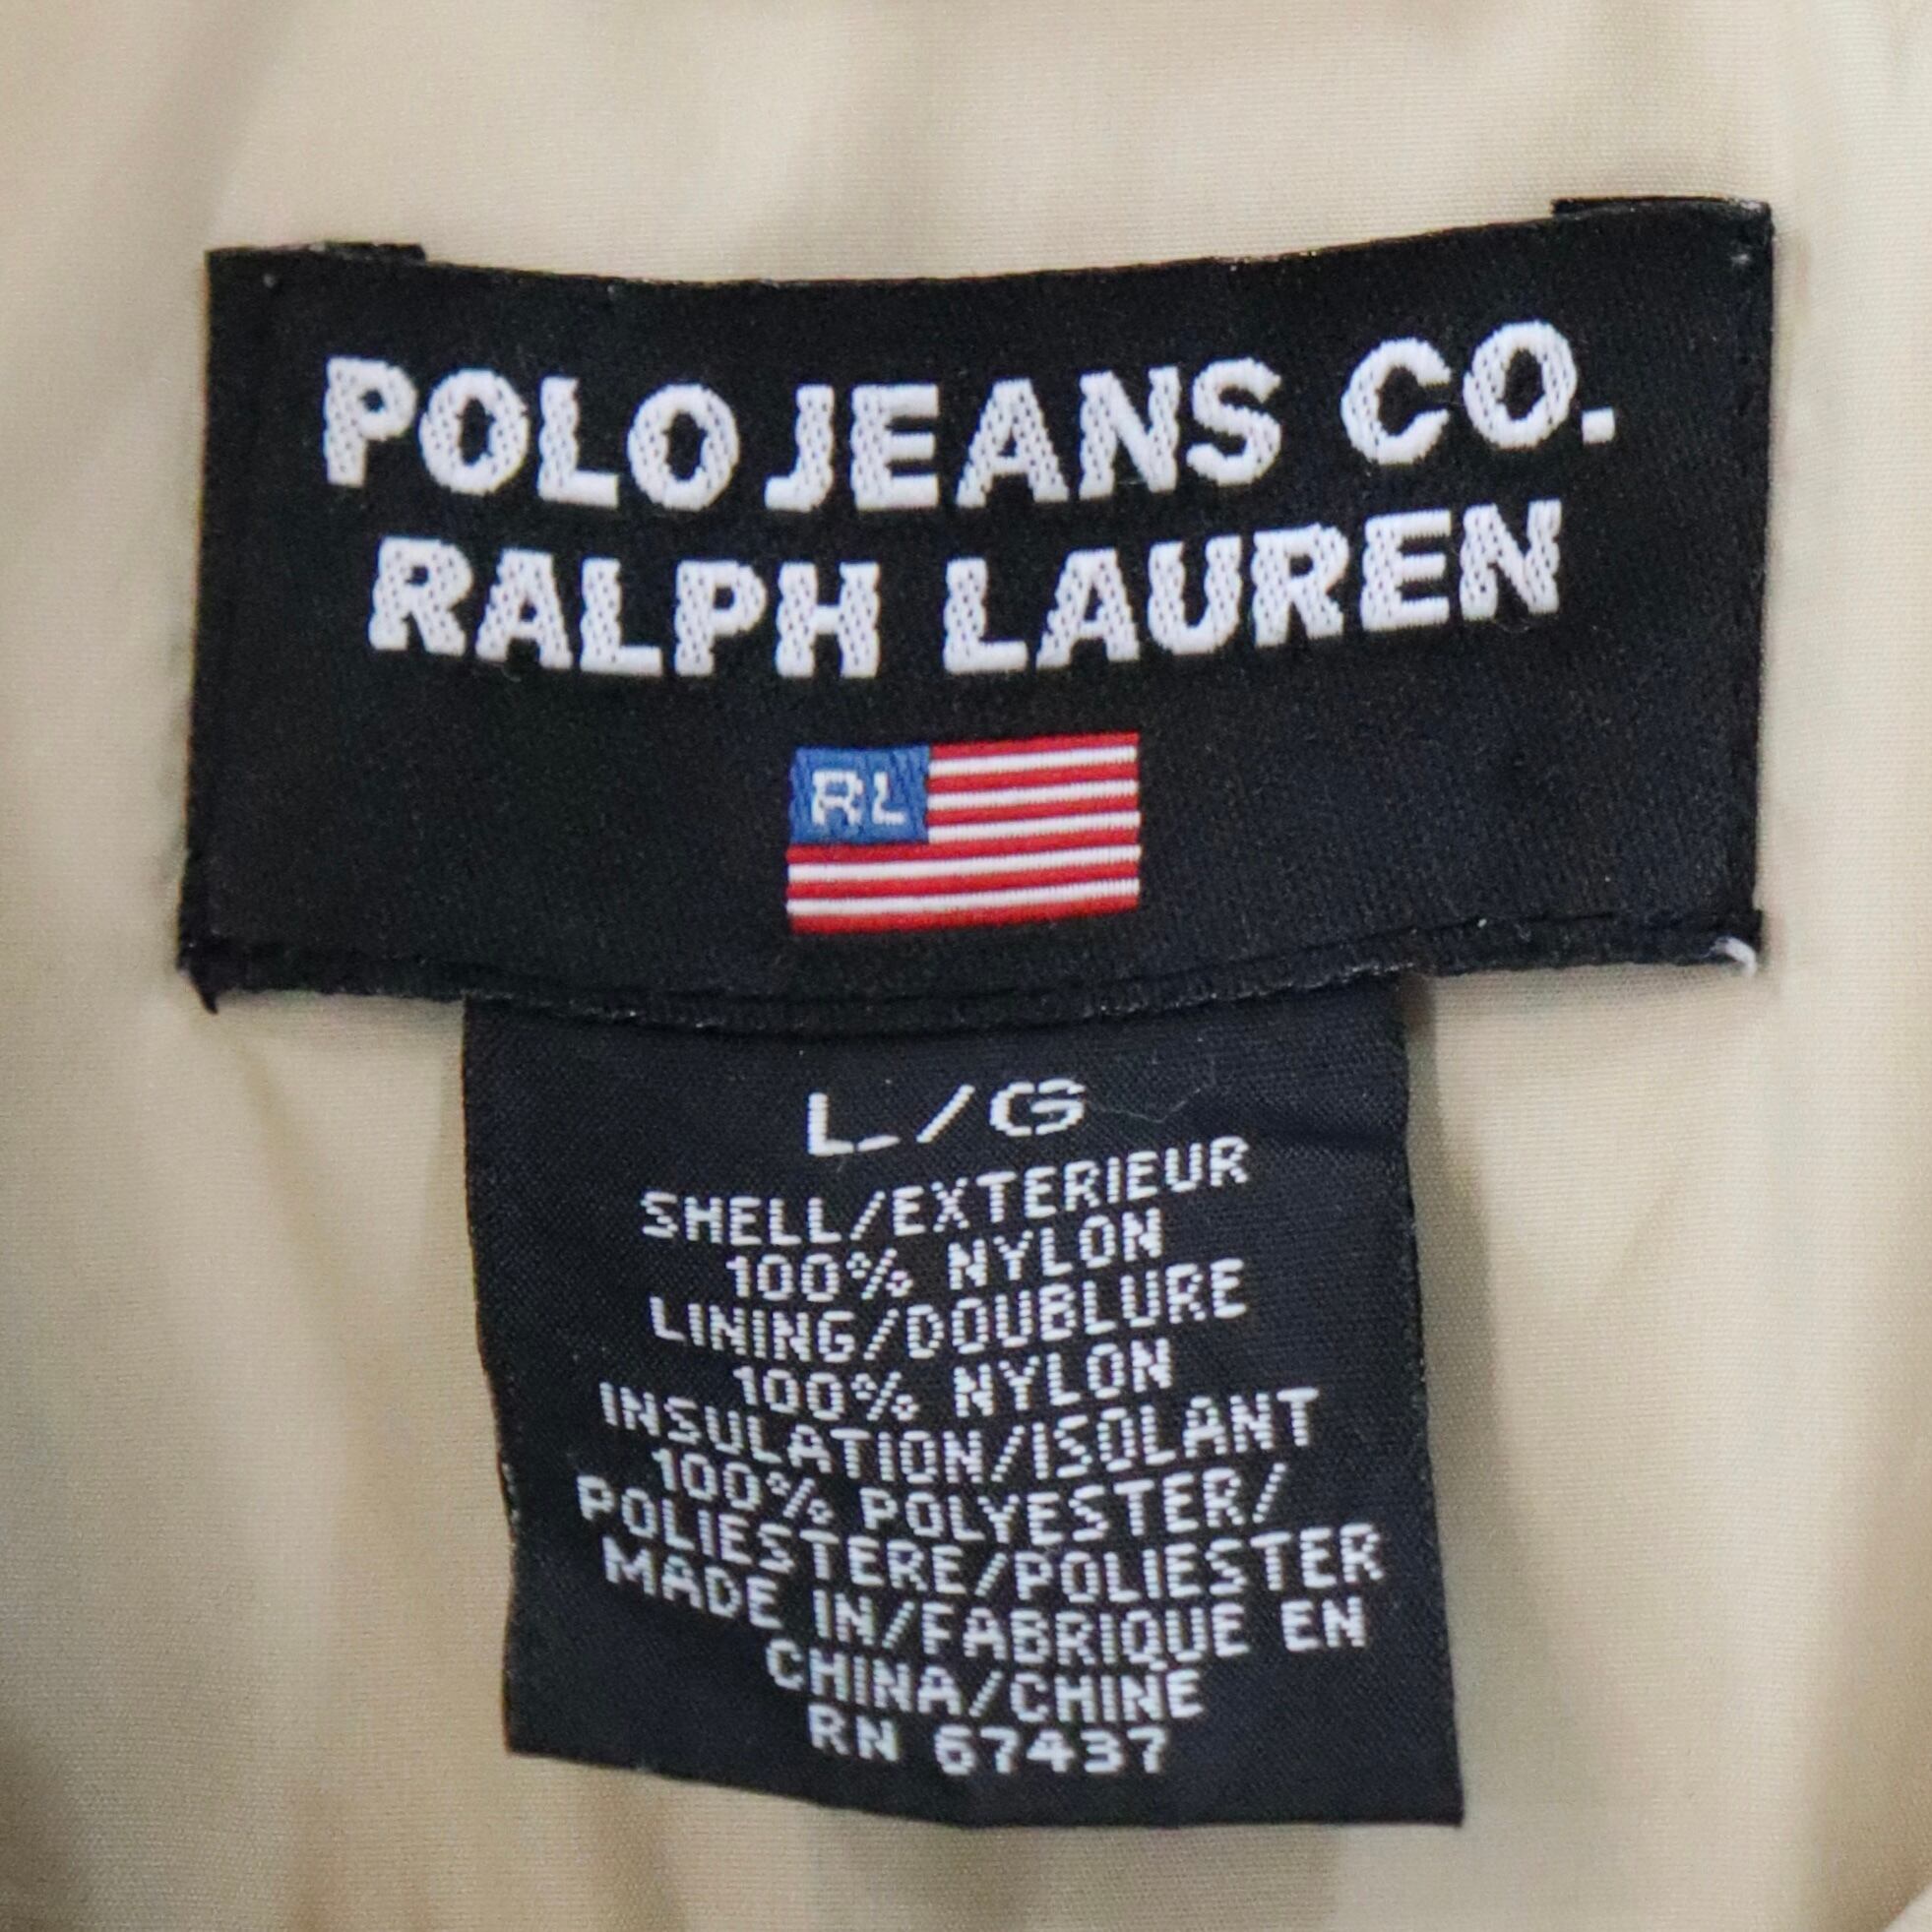 POLO JEANS CO.
RALPH LAUREN
RL
L/G
SHELL/EXTERIEUR
100% NYLON
LINING/DOUBLURE
100% NYLON
INSULATION/ISOLANT
100% POLYESTER/
POLIESTERE/POLIESTER
MADE IN/FABRIQUE EN
CHINA/CHINE
RN 67437